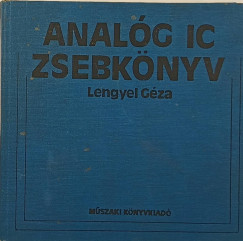 ANALÓG IC
ZSEBKÖNYV
Lengyel Géza
MŰSZAKI KÖNYVKIADÓ